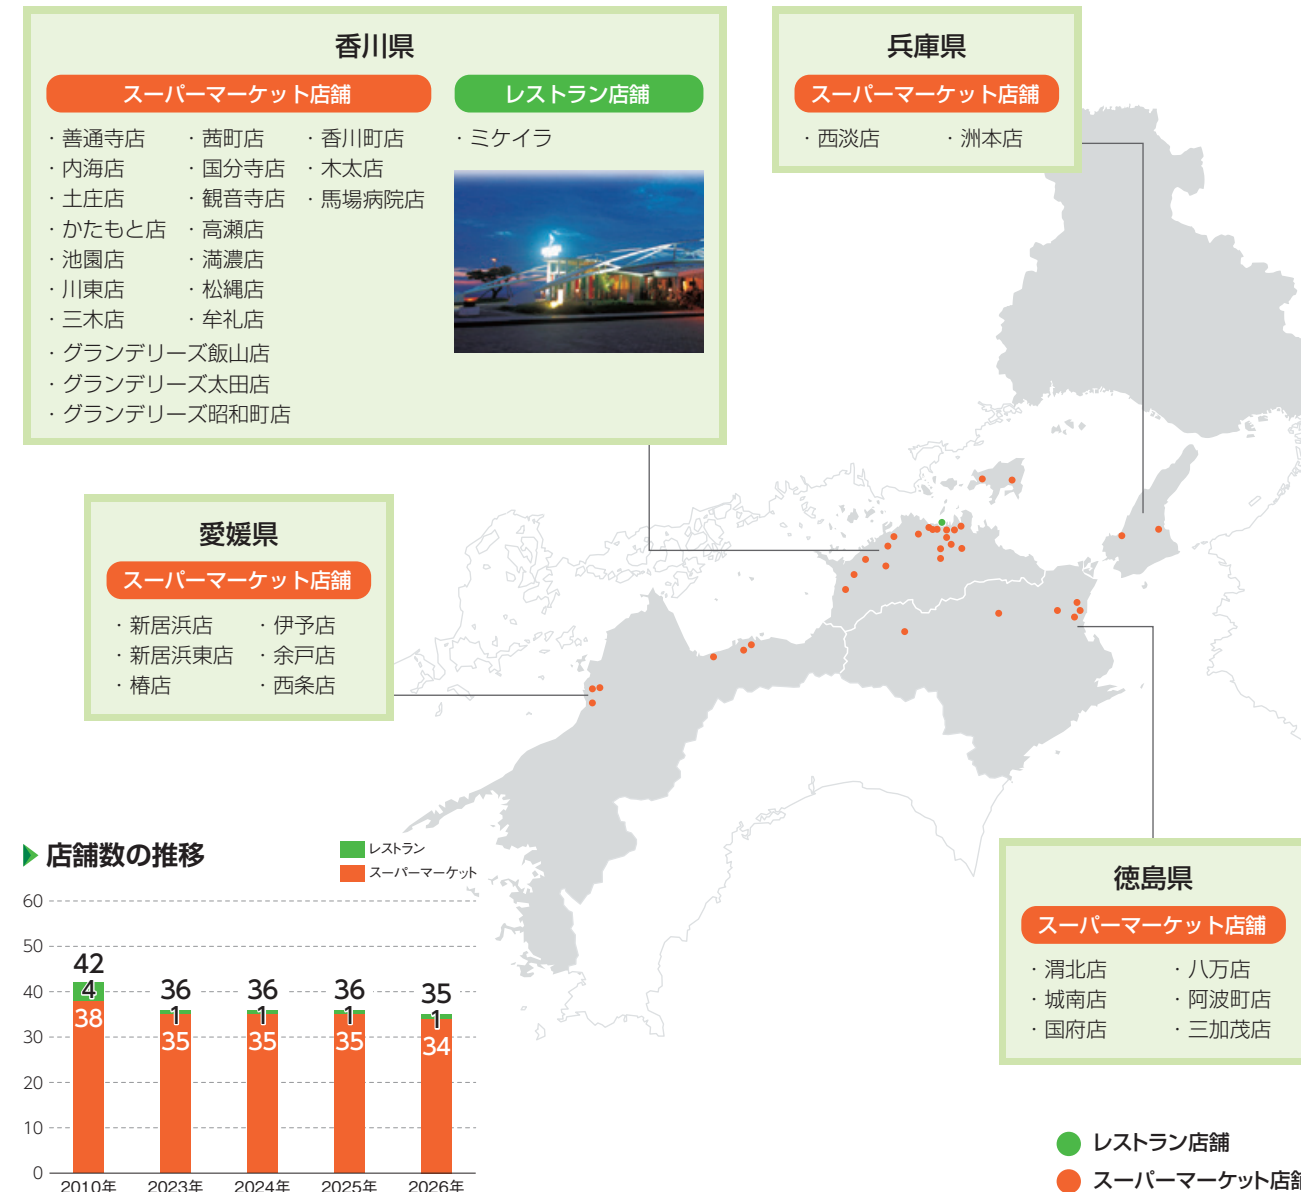 香川県
スーパーマーケット店舗
レストラン店舗
・善通寺店 ・茜町店 ・香川町店
・内海店 ・国分寺店 ・木太店
・土庄店 ・観音寺店 ・馬場病院店
・かたもと店 ・高瀬店
・池園店 ・満濃店
・川東店 ・松縄店
・三木店 ・牟礼店
・グランデリーズ飯山店
・グランデリーズ太田店
・グランデリーズ昭和町店
・ミケイラ
兵庫県
スーパーマーケット店舗
・西淡店 ・洲本店
愛媛県
スーパーマーケット店舗
・新居浜店 ・伊予店
・新居浜東店 ・余戸店
・椿店 ・西条店
徳島県
スーパーマーケット店舗
・渭北店 ・八万店
・城南店 ・阿波町店
・国府店 ・三加茂店
店舗数の推移
レストラン
スーパーマーケット
60
50
40
30
20
10
0
42
4
38
36
1
35
36
1
35
36
1
35
35
1
34
2010年 2023年 2024年 2025年 2026年
レストラン店舗
スーパーマーケット店舗